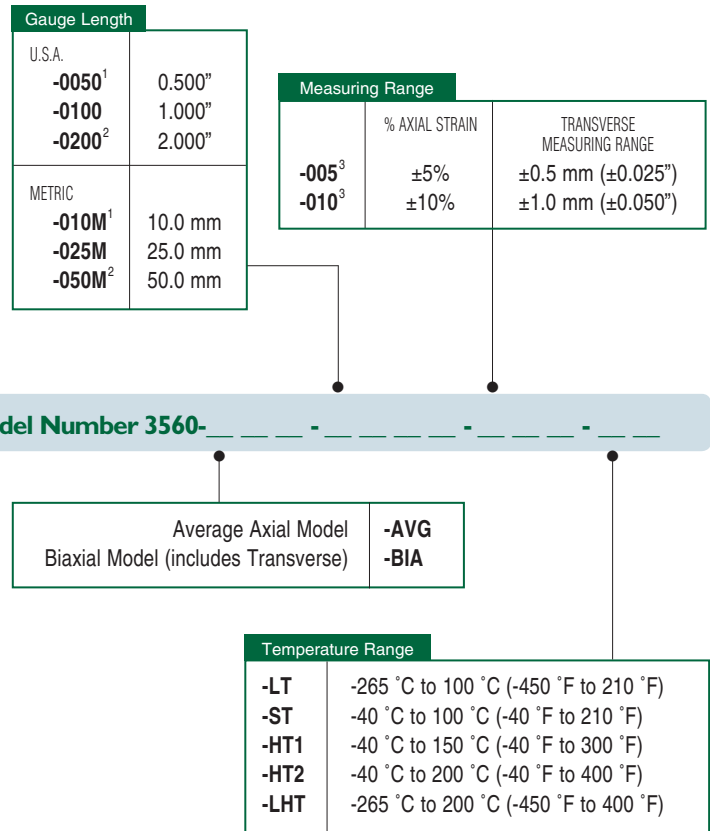 Gauge Length
U.S.A.
-0050¹ 0.500”
-0100 1.000”
-0200² 2.000”
METRIC
-010M¹ 10.0 mm
-025M 25.0 mm
-050M² 50.0 mm
Measuring Range
% AXIAL STRAIN TRANSVERSE
MEASURING RANGE
-005³ ±5% ±0.5 mm (±0.025”)
-010³ ±10% ±1.0 mm (±0.050”)
del Number 3560-__ __ __ - __ __ __ __ - __ __ __ - __ __
Average Axial Model -AVG
Biaxial Model (includes Transverse) -BIA
Temperature Range
-LT -265 ˚C to 100 ˚C (-450 ˚F to 210 ˚F)
-ST -40 ˚C to 100 ˚C (-40 ˚F to 210 ˚F)
-HT1 -40 ˚C to 150 ˚C (-40 ˚F to 300 ˚F)
-HT2 -40 ˚C to 200 ˚C (-40 ˚F to 400 ˚F)
-LHT -265 ˚C to 200 ˚C (-450 ˚F to 400 ˚F)